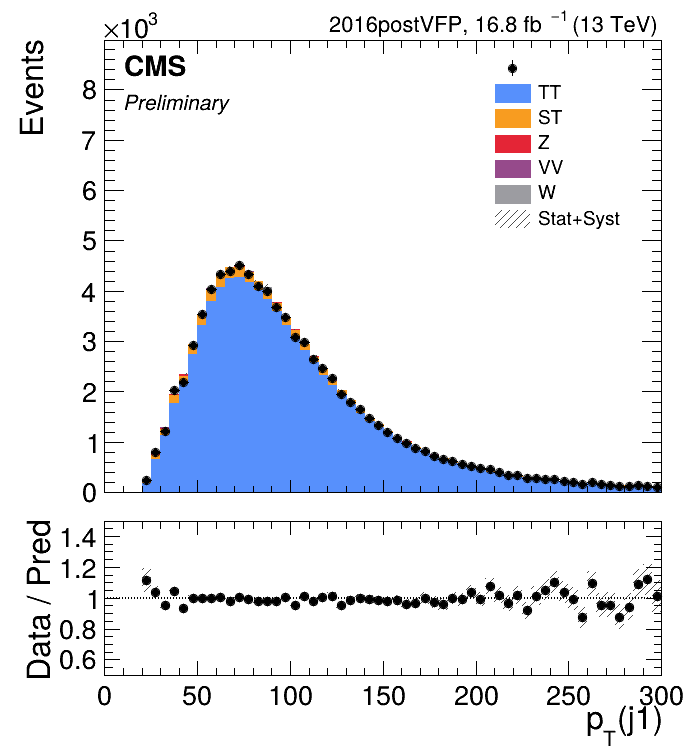 ×10³ 2016postVFP, 16.8 fb ⁻¹ (13 TeV)
CMS
Preliminary
Events
TT
ST
Z
VV
W
Stat+Syst
8
7
6
5
4
3
2
1
0
Data / Pred
1.4
1.2
1
0.8
0.6
0 50 100 150 200 250 300
p_T(j1)